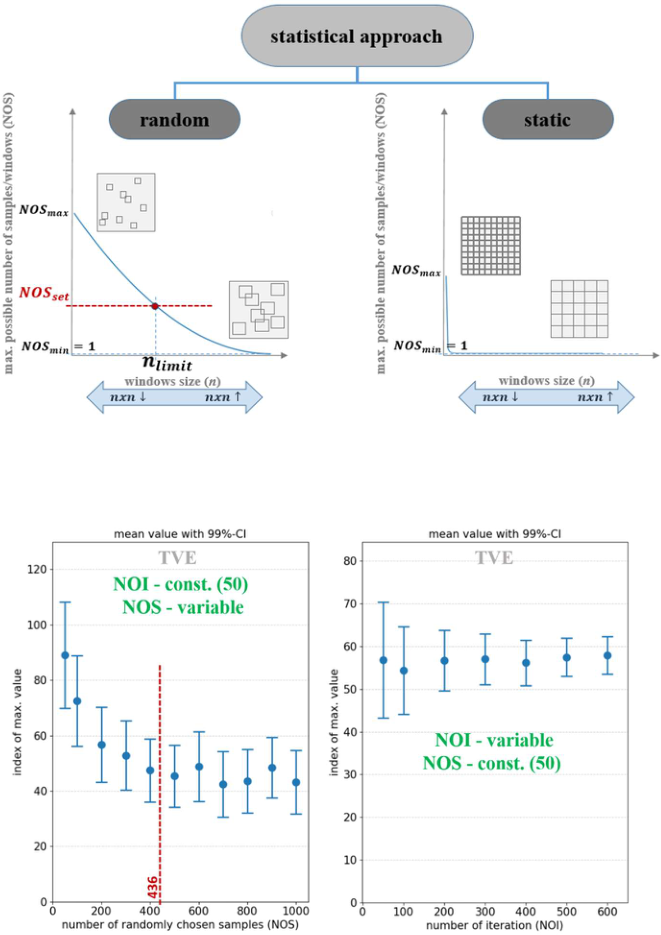 statistical approach
random
static
max. possible number of samples/windows (NOS)
NOSmax
NOSset
NOSmin = 1
nlimit
windows size (n)
nxn ↓
nxn ↑
max. possible number of samples/windows (NOS)
NOSmax
NOSmin = 1
windows size (n)
nxn ↓
nxn ↑
mean value with 99%-CI
TVE
NOI - const. (50)
NOS - variable
index of max. value
120
100
80
60
40
20
0
436
0 200 400 600 800 1000
number of randomly chosen samples (NOS)
mean value with 99%-CI
TVE
NOI - variable
NOS - const. (50)
index of max. value
80
70
60
50
40
30
20
10
0
0 100 200 300 400 500 600
number of iteration (NOI)